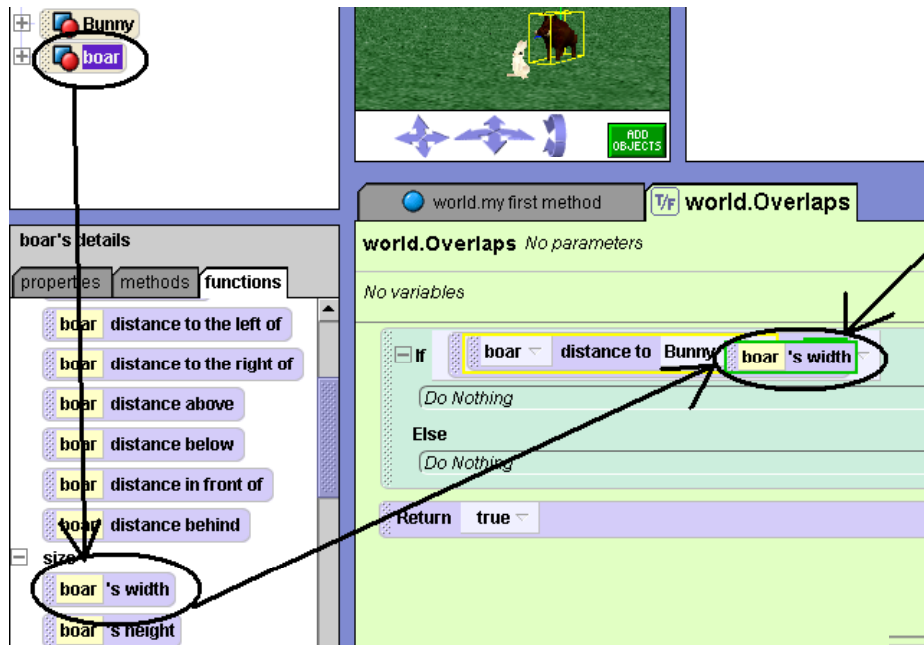 Bunny
boar
ADD
OBJECTS
world.my first method
T/F world.Overlaps
boar's details
properties methods functions
world.Overlaps No parameters
No variables
boar distance to the left of
boar distance to the right of
boar distance above
boar distance below
boar distance in front of
boar distance behind
size
boar 's width
boar 's height
If boar distance to Bunny boar 's width
Do Nothing
Else
Do Nothing
Return true